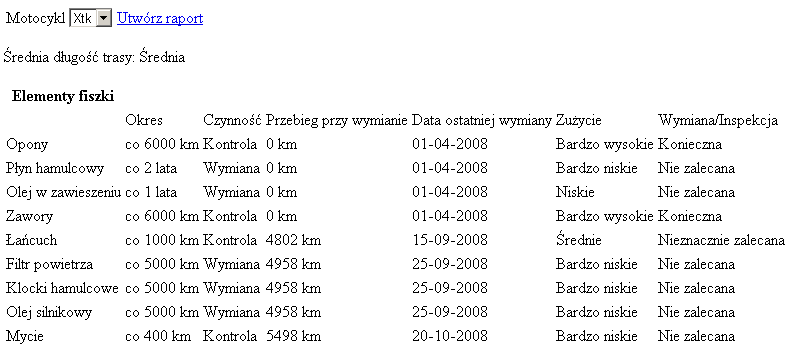 Motocykl Xtk Utwórz raport
Średnia długość trasy: Średnia
Elementy fiszki
Okres Czynność Przebieg przy wymianie Data ostatniej wymiany Zużycie Wymiana/Inspekcja
Opony co 6000 km Kontrola 0 km 01-04-2008 Bardzo wysokie Konieczna
Płyn hamulcowy co 2 lata Wymiana 0 km 01-04-2008 Bardzo niskie Nie zalecana
Olej w zawieszeniu co 1 lata Wymiana 0 km 01-04-2008 Niskie Nie zalecana
Zawory co 6000 km Kontrola 0 km 01-04-2008 Bardzo wysokie Konieczna
Łańcuch co 1000 km Kontrola 4802 km 15-09-2008 Średnie Nieznacznie zalecana
Filtr powietrza co 5000 km Wymiana 4958 km 25-09-2008 Bardzo niskie Nie zalecana
Klocki hamulcowe co 5000 km Wymiana 4958 km 25-09-2008 Bardzo niskie Nie zalecana
Olej silnikowy co 5000 km Wymiana 4958 km 25-09-2008 Bardzo niskie Nie zalecana
Mycie co 400 km Kontrola 5498 km 20-10-2008 Bardzo niskie Nie zalecana